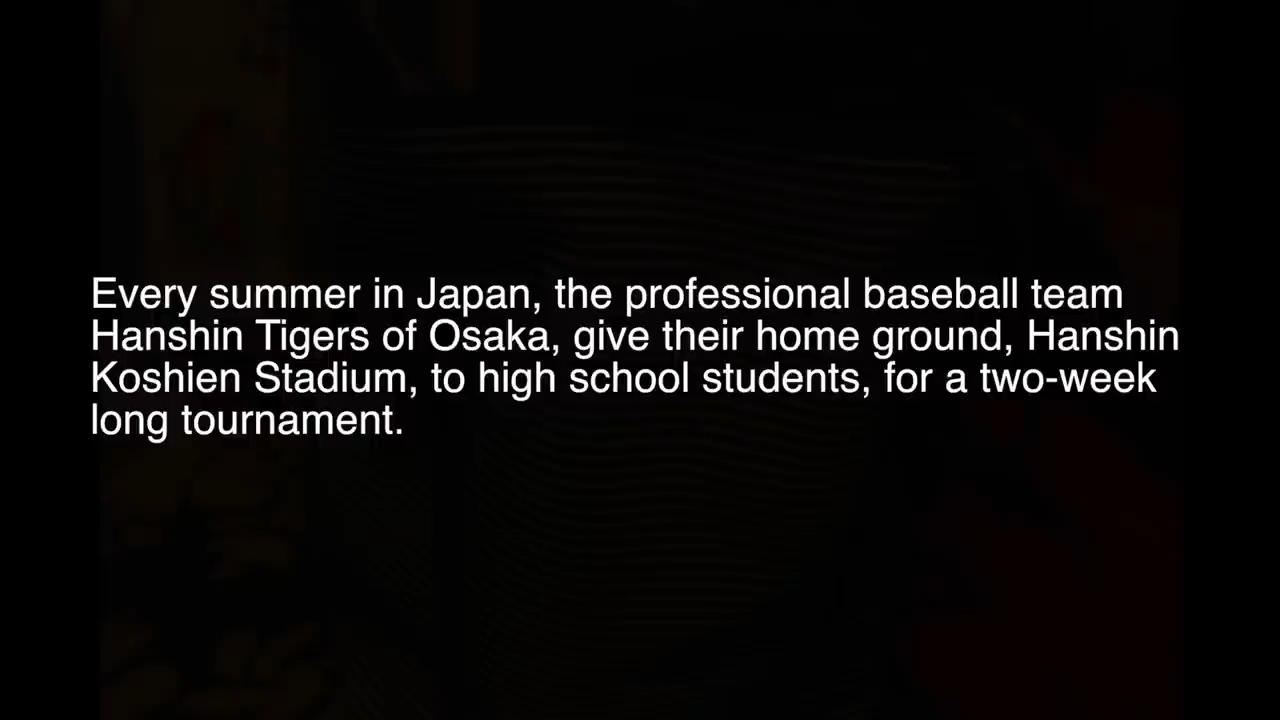 Every summer in Japan, the professional baseball team
Hanshin Tigers of Osaka, give their home ground, Hanshin
Koshien Stadium, to high school students, for a two-week
long tournament.